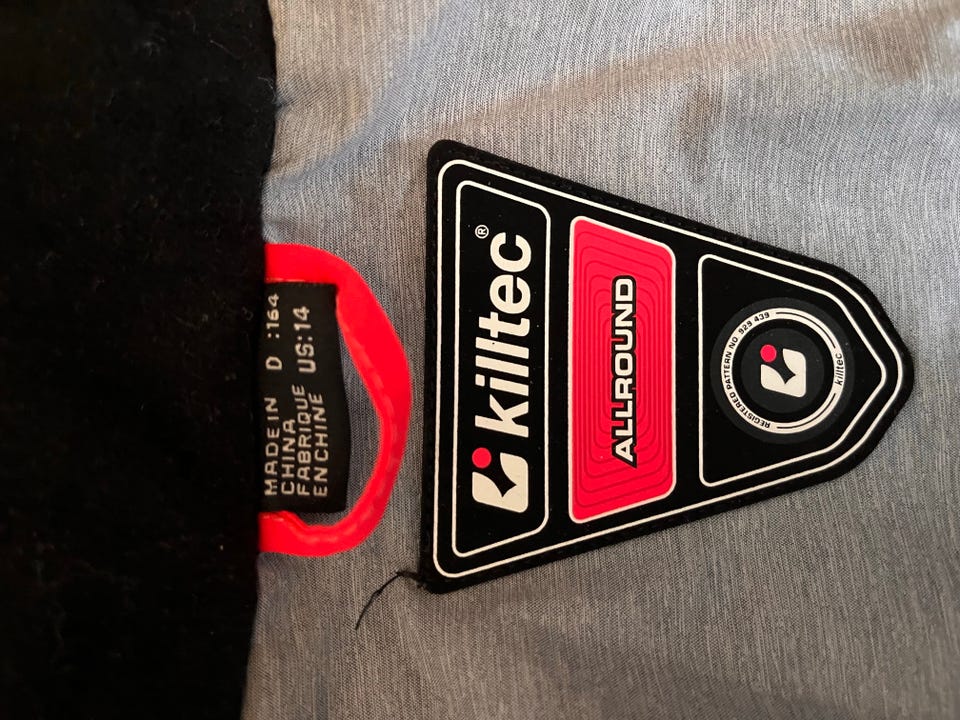 MADE IN D :164
CHINA
FABRIQUE US:14
EN CHINE
killtec®
ALLROUND
REGISTERED PATTERN NO 929 439
killtec